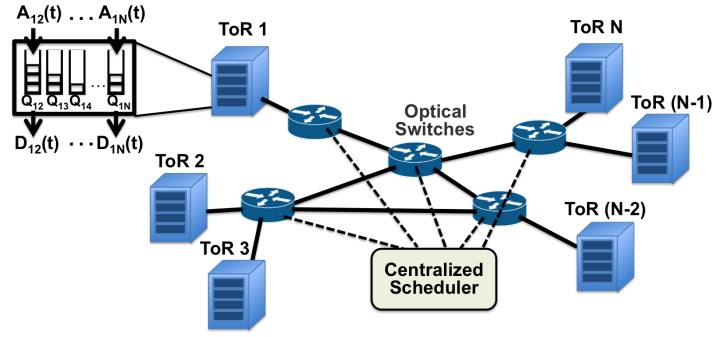 A12(t) . . . A1N(t)
Q12 Q13 Q14 ... Q1N
D12(t) . . . D1N(t)
ToR 1
ToR N
ToR (N-1)
Optical
Switches
ToR 2
ToR (N-2)
ToR 3
Centralized
Scheduler